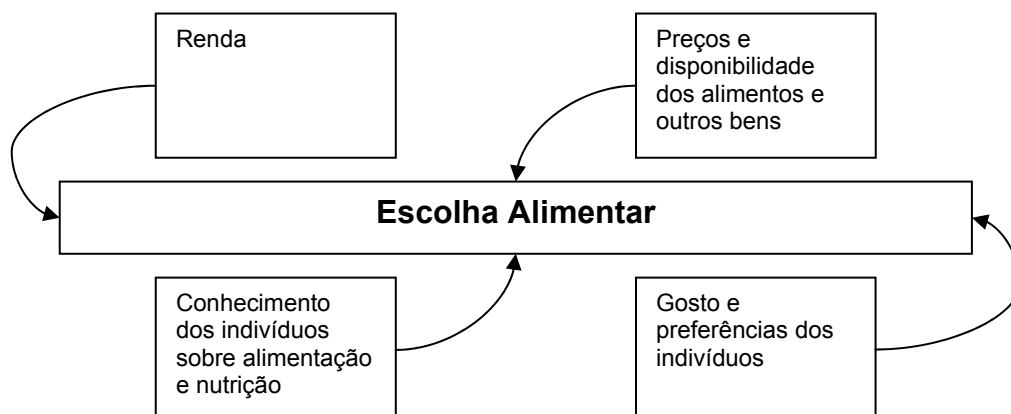 Renda
Preços e
disponibilidade
dos alimentos e
outros bens
Escolha Alimentar
Conhecimento
dos indivíduos
sobre alimentação
e nutrição
Gosto e
preferências dos
indivíduos